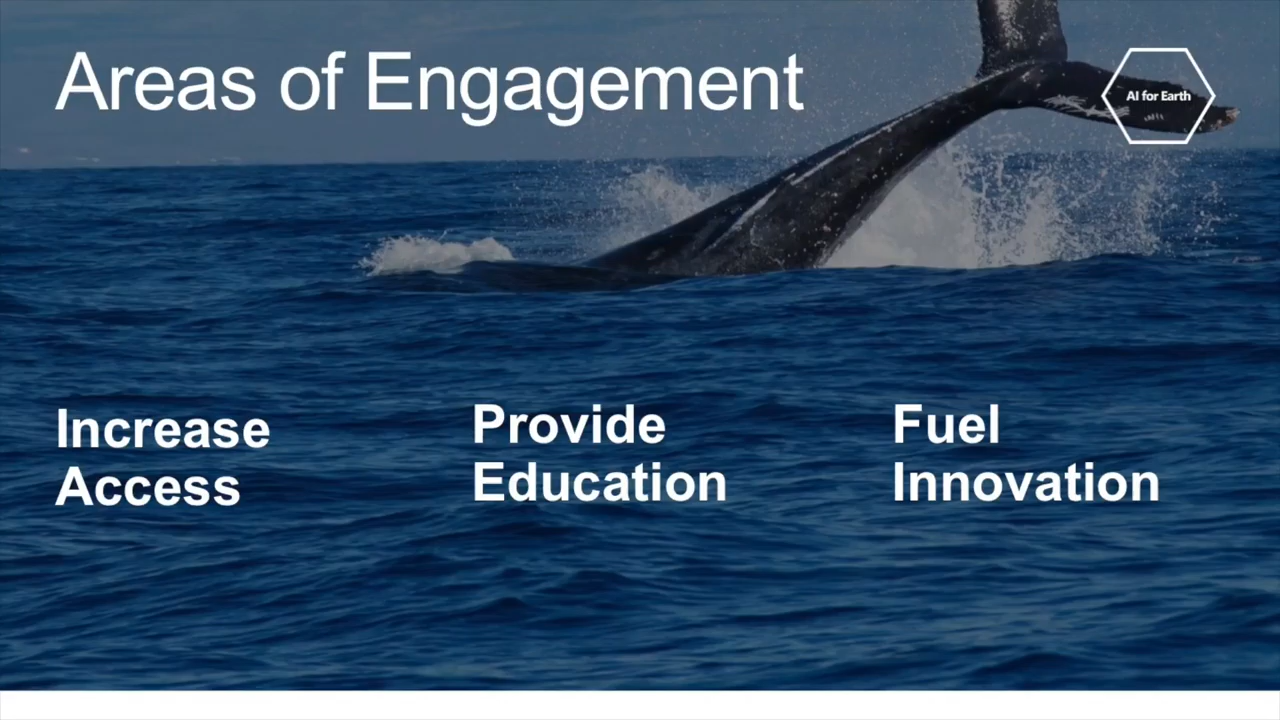 Areas of Engagement
AI for Earth
Increase
Access
Provide
Education
Fuel
Innovation